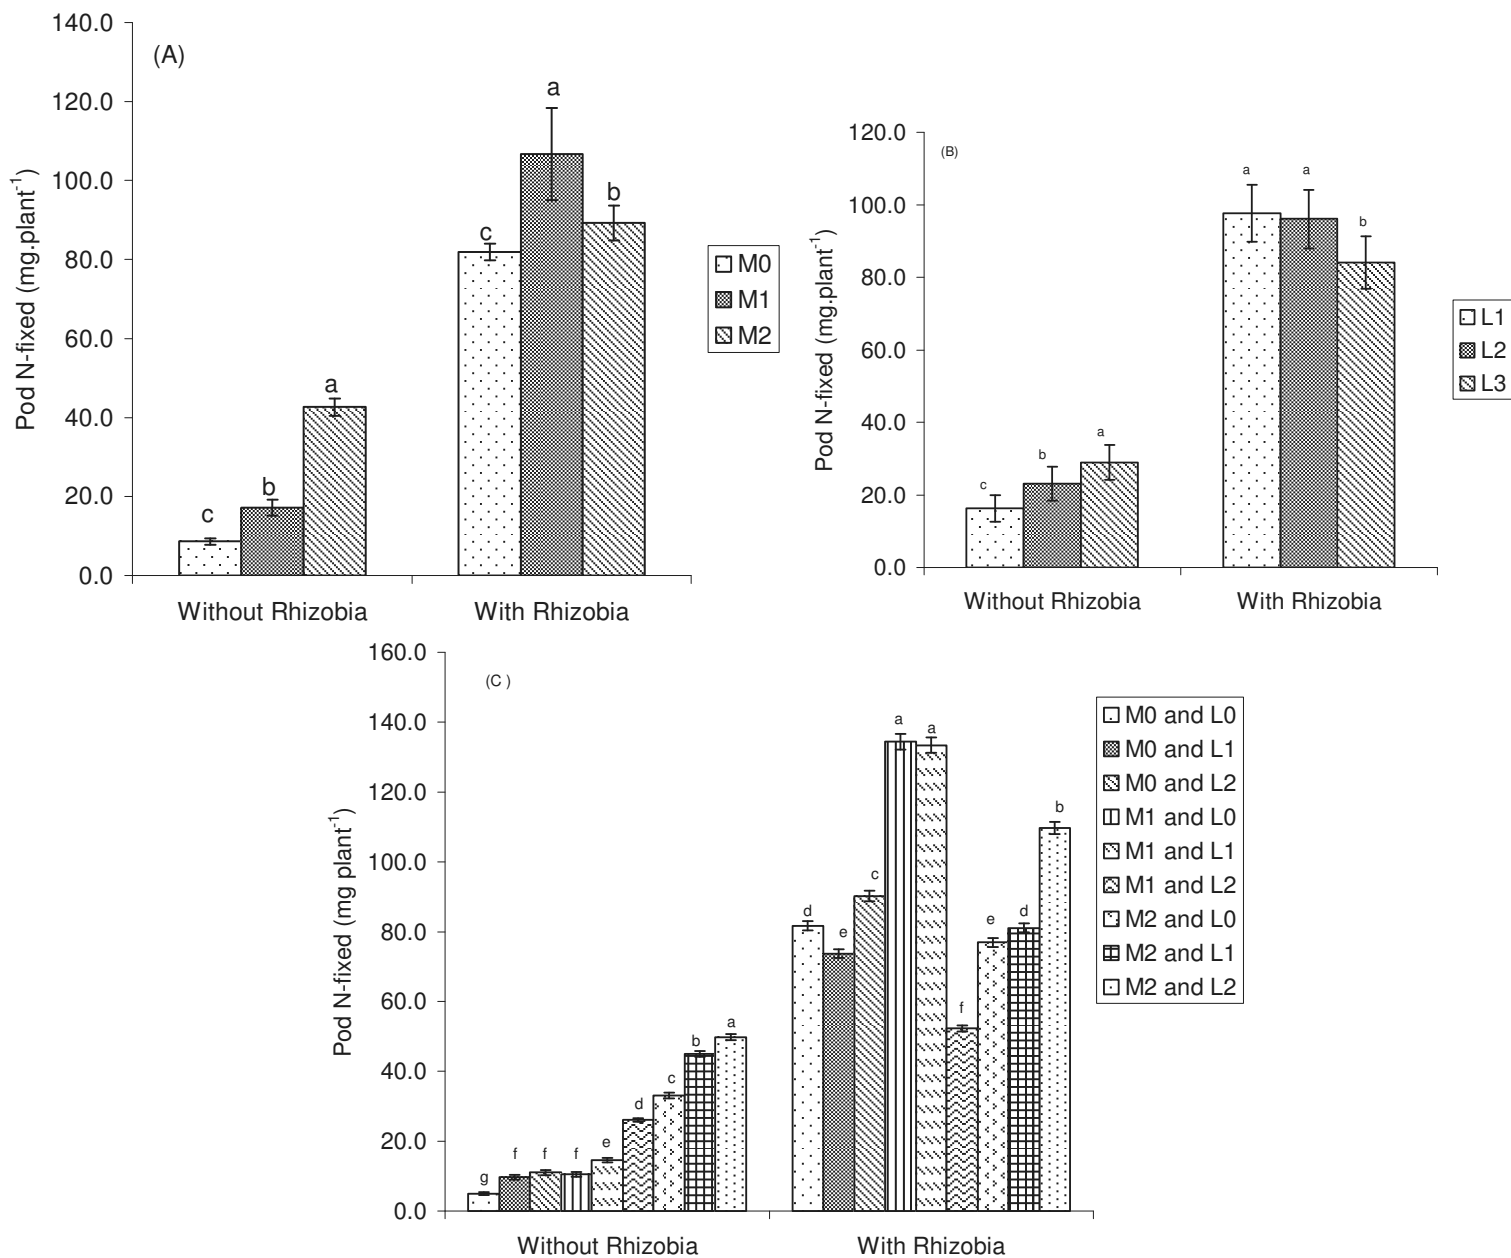 140.0
120.0
100.0
80.0
60.0
40.0
20.0
0.0
Pod N-fixed (mg.plant-1)
(A)
c
b
a
c
a
b
Without Rhizobia
With Rhizobia
M0
M1
M2
120.0
100.0
80.0
60.0
40.0
20.0
0.0
Pod N-fixed (mg.plant-1)
(B)
c
b
a
a
a
b
Without Rhizobia
With Rhizobia
L1
L2
L3
160.0
140.0
120.0
100.0
80.0
60.0
40.0
20.0
0.0
Pod N-fixed (mg plant-1)
(C )
g
f
f
f
e
d
c
b
a
d
e
c
a
a
f
e
d
b
Without Rhizobia
With Rhizobia
M0 and L0
M0 and L1
M0 and L2
M1 and L0
M1 and L1
M1 and L2
M2 and L0
M2 and L1
M2 and L2